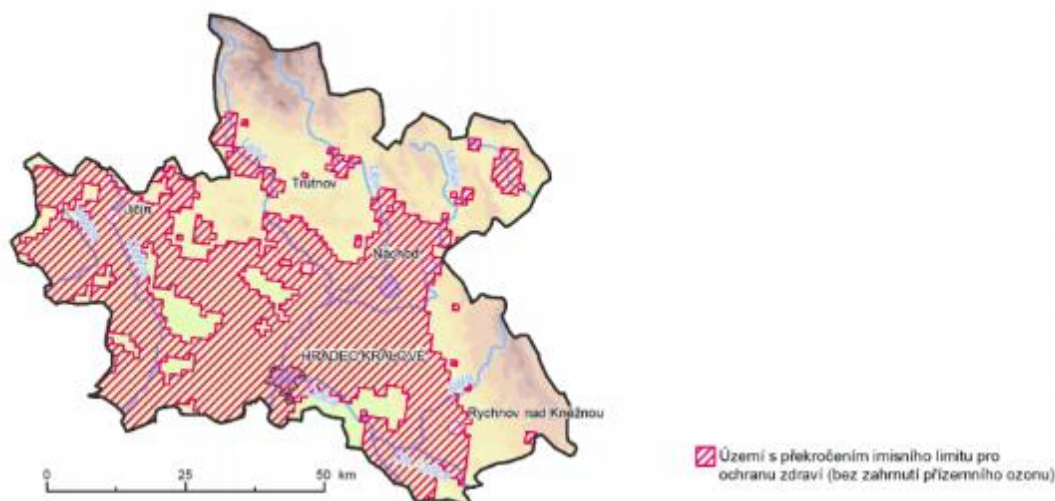 Trutnov
Jičín
Náchod
HRADEC KRÁLOVÉ
Rychnov nad Kněžnou
0 25 50 km
Území s překročením imisního limitu pro
ochranu zdraví (bez zahrnutí přízemního ozonu)